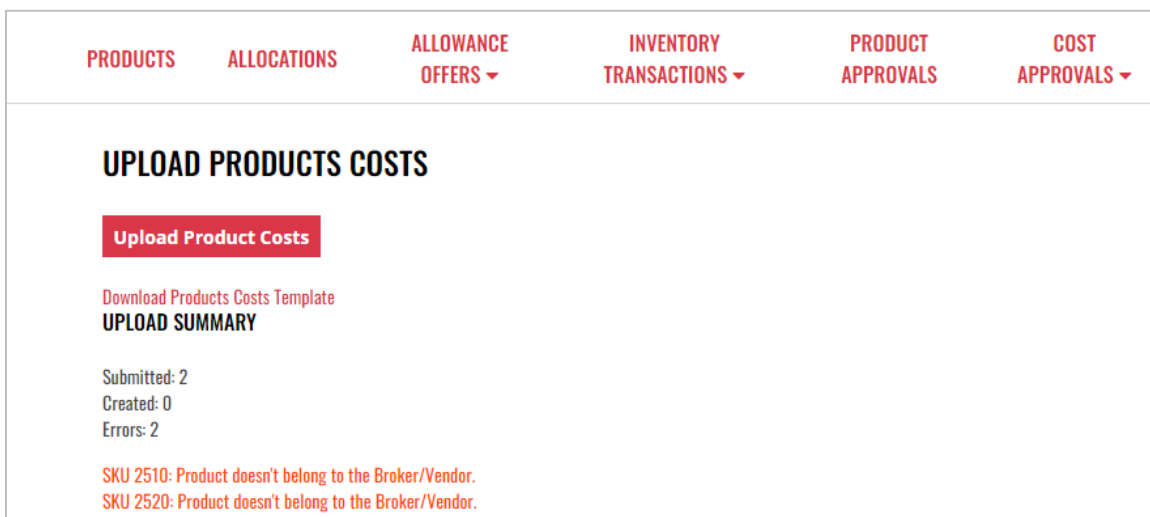 PRODUCTS
ALLOCATIONS
ALLOWANCE
OFFERS
INVENTORY
TRANSACTIONS
PRODUCT
APPROVALS
COST
APPROVALS
UPLOAD PRODUCTS COSTS
Upload Product Costs
Download Products Costs Template
UPLOAD SUMMARY
Submitted: 2
Created: 0
Errors: 2
SKU 2510: Product doesn't belong to the Broker/Vendor.
SKU 2520: Product doesn't belong to the Broker/Vendor.